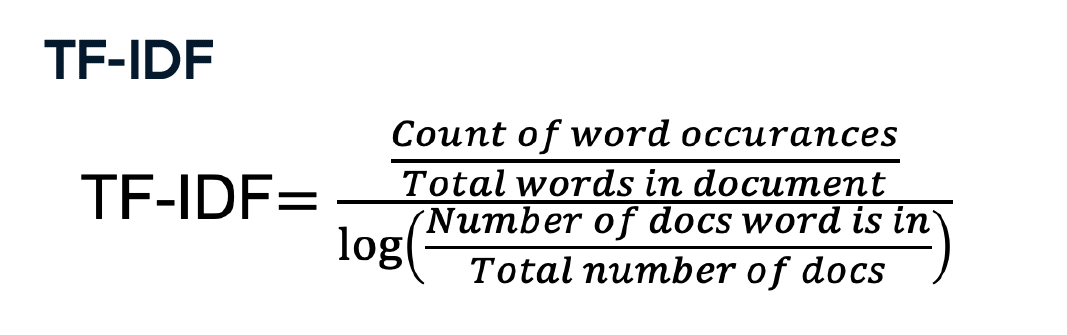 TF-IDF
Count of word occurances
Total words in document
TF-IDF=
Number of docs word is in
log( )
Total number of docs